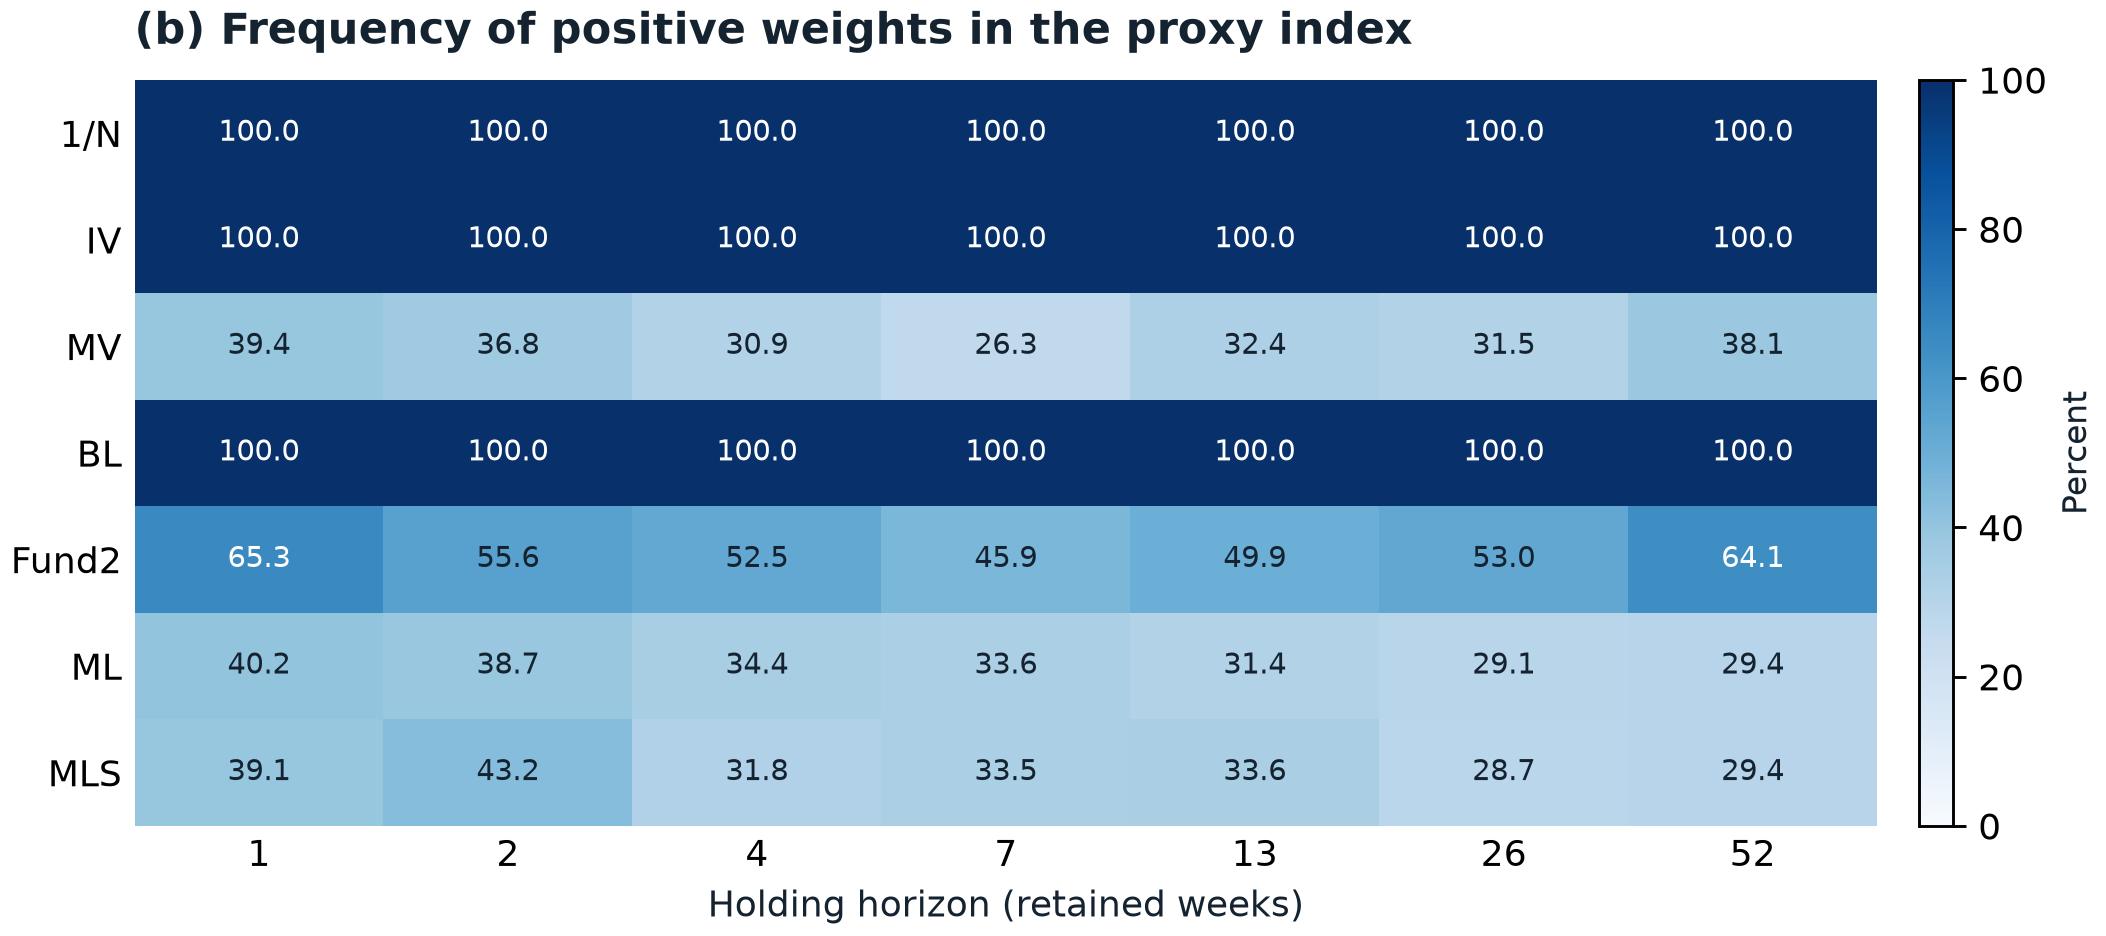 (b) Frequency of positive weights in the proxy index
1/N 100.0 100.0 100.0 100.0 100.0 100.0 100.0
IV 100.0 100.0 100.0 100.0 100.0 100.0 100.0
MV 39.4 36.8 30.9 26.3 32.4 31.5 38.1
BL 100.0 100.0 100.0 100.0 100.0 100.0 100.0
Fund2 65.3 55.6 52.5 45.9 49.9 53.0 64.1
ML 40.2 38.7 34.4 33.6 31.4 29.1 29.4
MLS 39.1 43.2 31.8 33.5 33.6 28.7 29.4
1 2 4 7 13 26 52
Holding horizon (retained weeks)
100
80
60
40
20
0
Percent